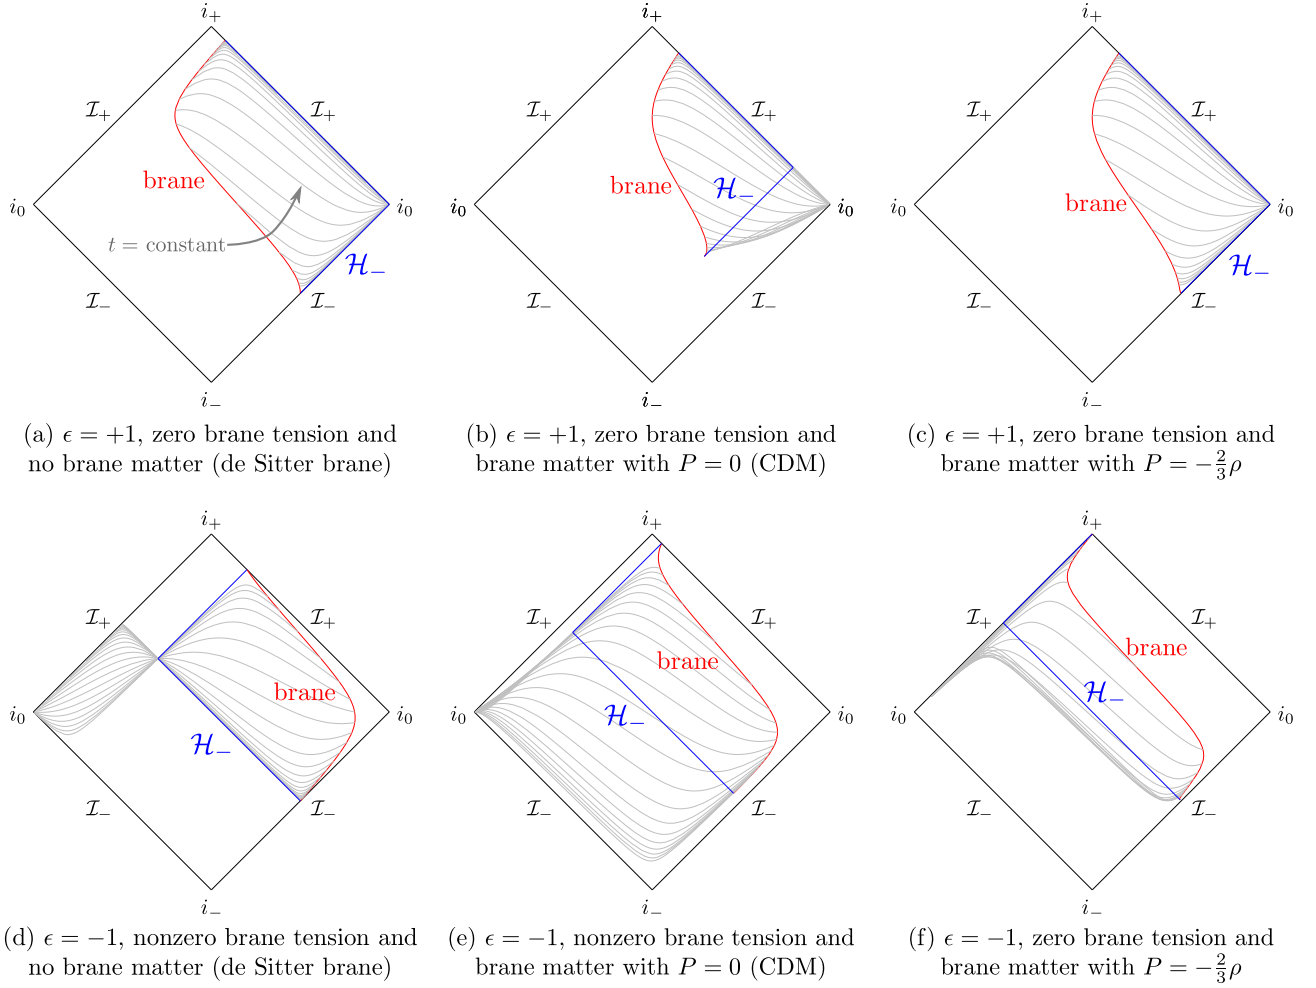 i₊ i₊ i₊
𝓘₊ 𝓘₊ 𝓘₊ 𝓘₊ 𝓘₊ 𝓘₊
brane brane 𝓗₋ brane
i₀ i₀ i₀ i₀ i₀ i₀
t = constant
𝓗₋ 𝓗₋
𝓘₋ 𝓘₋ 𝓘₋ 𝓘₋ 𝓘₋ 𝓘₋
i₋ i₋ i₋
(a) ϵ = +1, zero brane tension and
no brane matter (de Sitter brane)
(b) ϵ = +1, zero brane tension and
brane matter with P = 0 (CDM)
(c) ϵ = +1, zero brane tension and
brane matter with P = −⅔ρ
i₊ i₊ i₊
𝓘₊ 𝓘₊ 𝓘₊ 𝓘₊ 𝓘₊ 𝓘₊
brane brane brane
i₀ i₀ i₀ i₀ i₀ i₀
𝓗₋ 𝓗₋ 𝓗₋
𝓘₋ 𝓘₋ 𝓘₋ 𝓘₋ 𝓘₋ 𝓘₋
i₋ i₋ i₋
(d) ϵ = −1, nonzero brane tension and
no brane matter (de Sitter brane)
(e) ϵ = −1, nonzero brane tension and
brane matter with P = 0 (CDM)
(f) ϵ = −1, zero brane tension and
brane matter with P = −⅔ρ